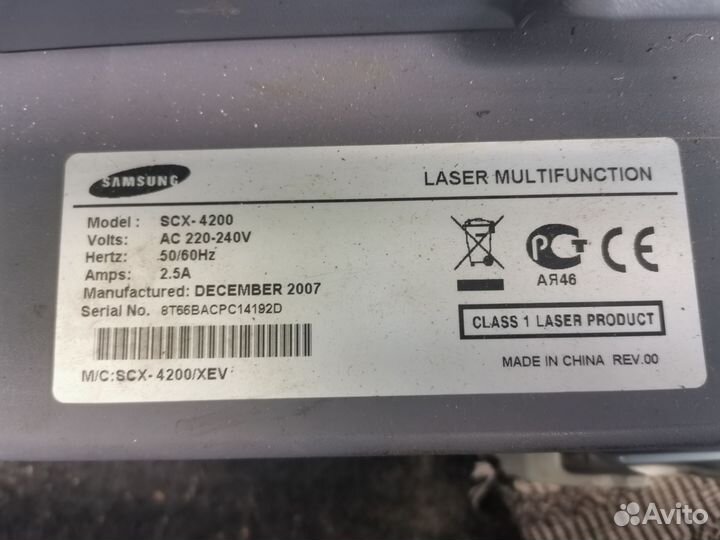 SAMSUNG
LASER MULTIFUNCTION
Model : SCX- 4200
Volts: AC 220-240V
Hertz: 50/60Hz
Amps: 2.5A
Manufactured: DECEMBER 2007
Serial No. 8T66BACPC14192D
M/C:SCX- 4200/XEV
РСТ
CE
АЯ46
CLASS 1 LASER PRODUCT
MADE IN CHINA REV.00
Avito